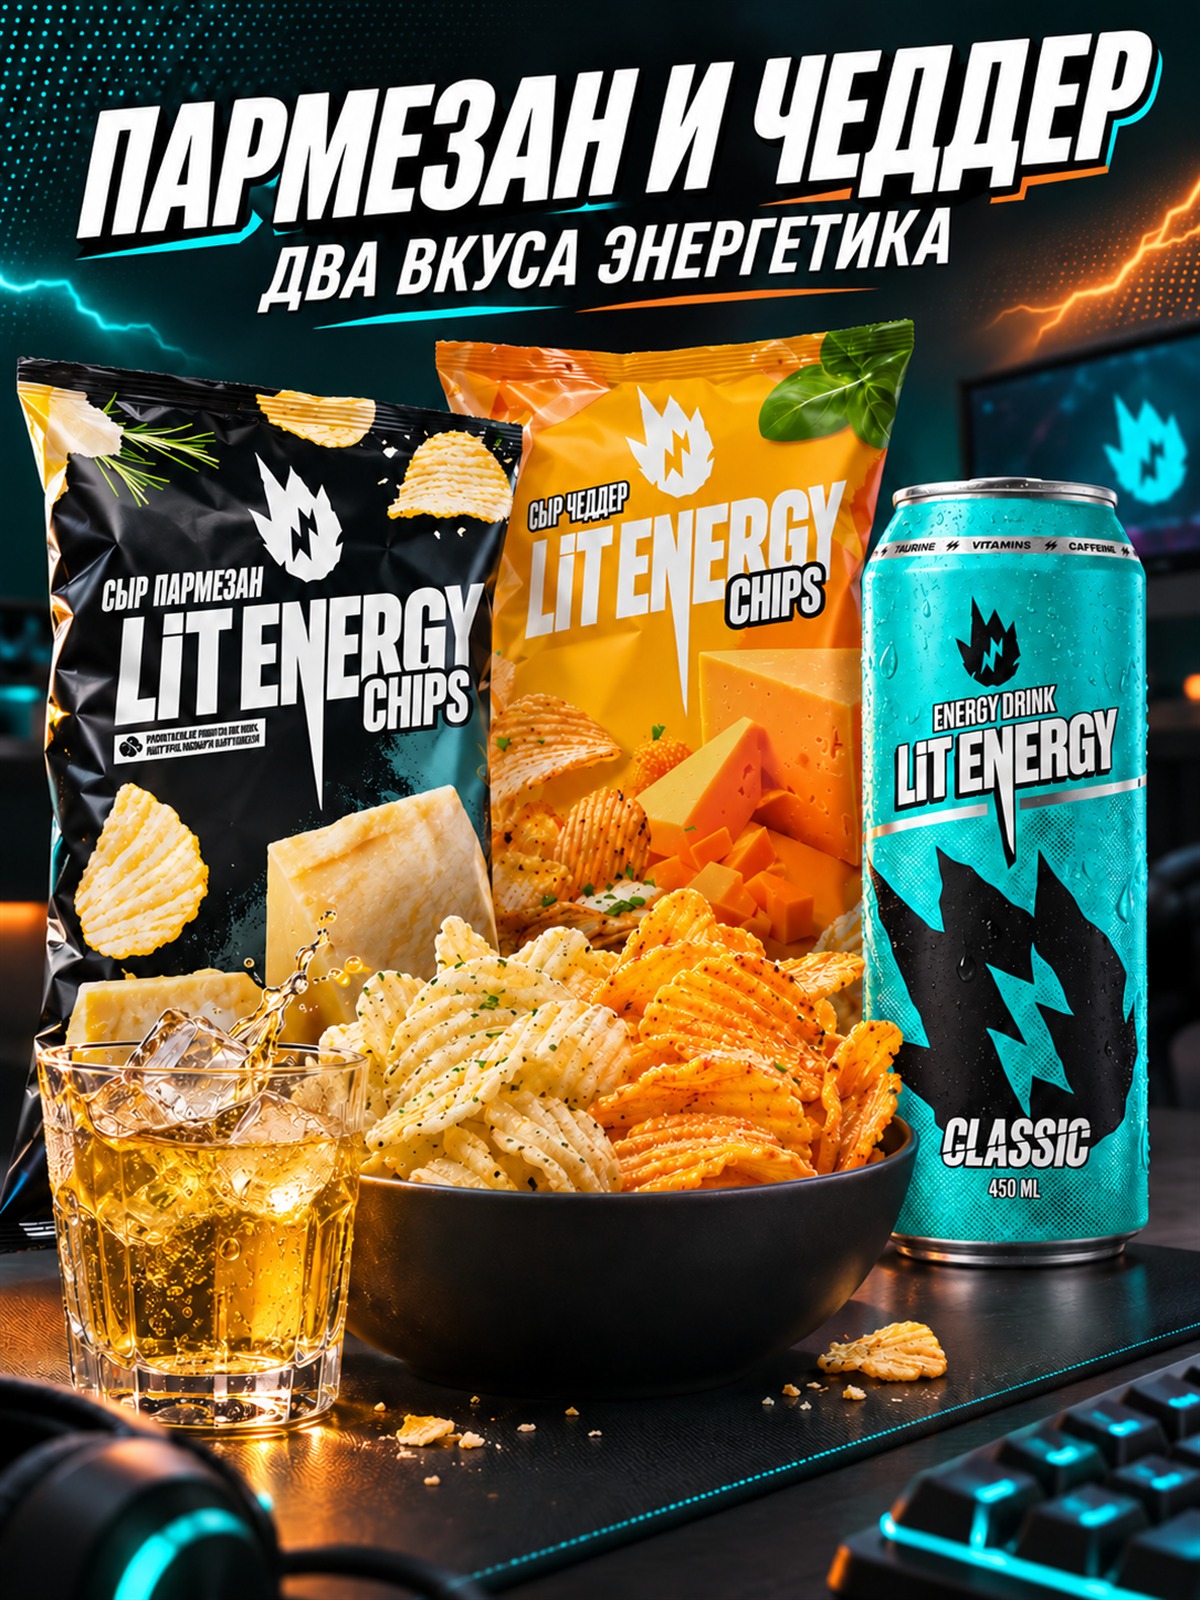 ПАРМЕЗАН И ЧЕДДЕР
ДВА ВКУСА ЭНЕРГЕТИКА
СЫР ПАРМЕЗАН
LiT ENERGY
CHIPS
СЫР ЧЕДДЕР
LiT ENERGY
CHIPS
TAURINE VITAMINS CAFFEINE
ENERGY DRINK
LiT ENERGY
CLASSIC
450 ML